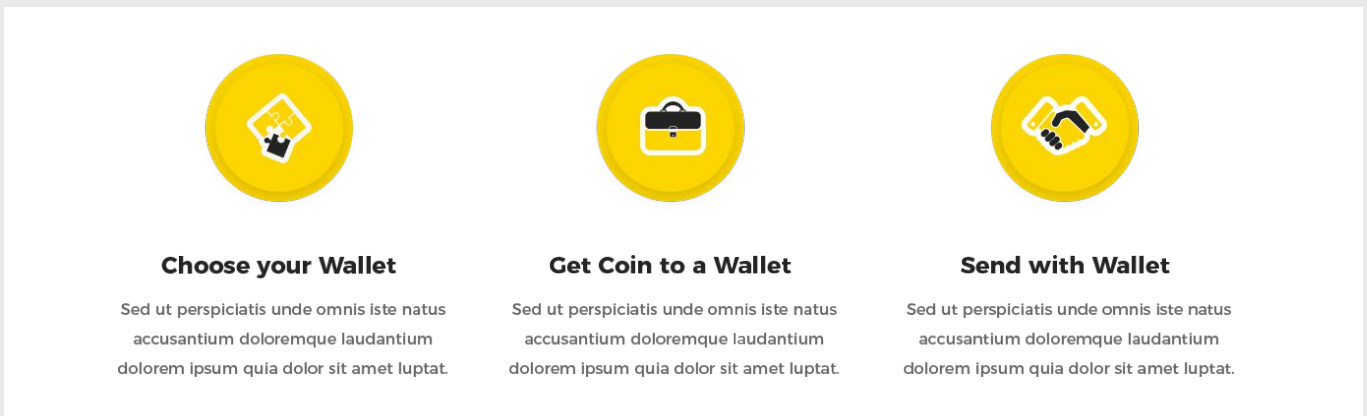 Choose your Wallet
Sed ut perspiciatis unde omnis iste natus
accusantium doloremque laudantium
dolorem ipsum quia dolor sit amet luptat.
Get Coin to a Wallet
Sed ut perspiciatis unde omnis iste natus
accusantium doloremque laudantium
dolorem ipsum quia dolor sit amet luptat.
Send with Wallet
Sed ut perspiciatis unde omnis iste natus
accusantium doloremque laudantium
dolorem ipsum quia dolor sit amet luptat.